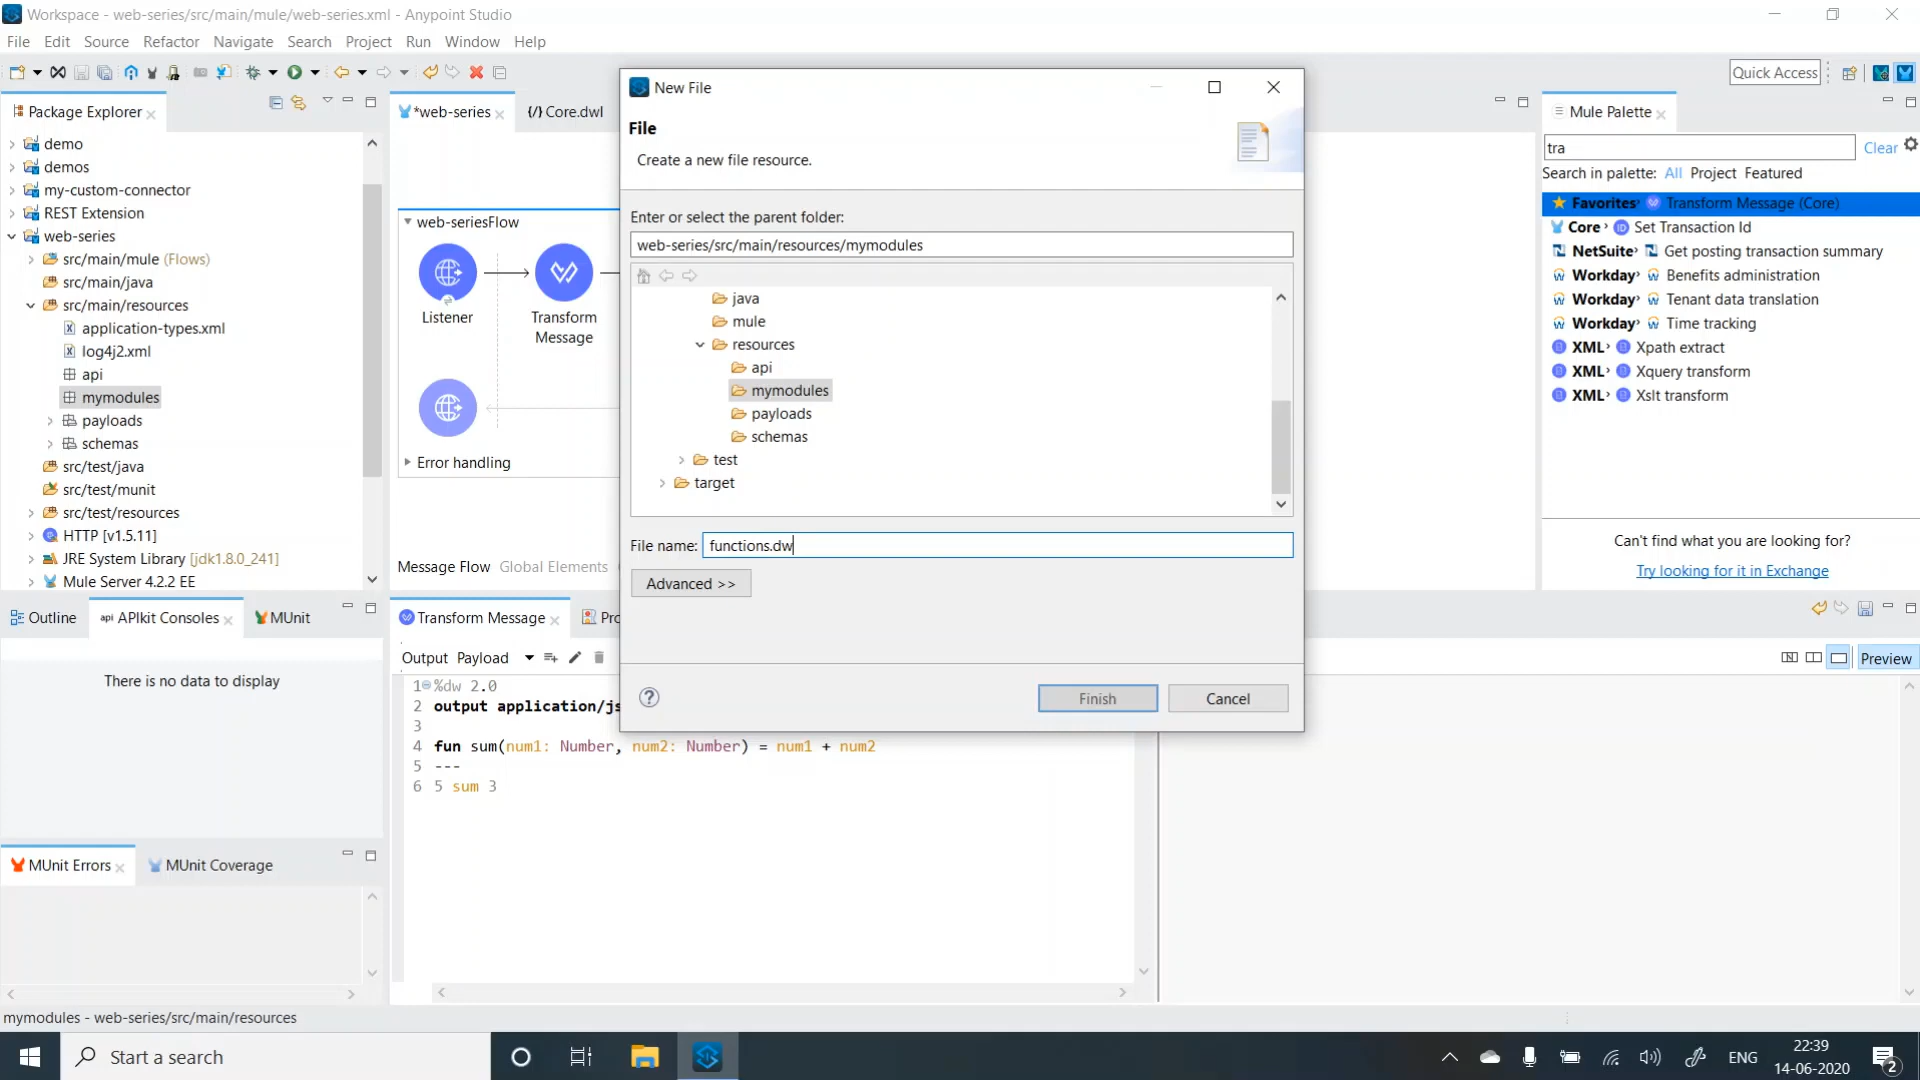 Workspace - web-series/src/main/mule/web-series.xml - Anypoint Studio
File Edit Source Refactor Navigate Search Project Run Window Help
Quick Access
Package Explorer
demo
demos
my-custom-connector
REST Extension
web-series
src/main/mule (Flows)
src/main/java
src/main/resources
application-types.xml
log4j2.xml
api
mymodules
payloads
schemas
src/test/java
src/test/munit
src/test/resources
HTTP [v1.5.11]
JRE System Library [jdk1.8.0_241]
Mule Server 4.2.2 EE
*web-series
{/} Core.dwl
web-seriesFlow
Listener
Transform
Message
Error handling
Message Flow Global Elements
New File
File
Create a new file resource.
Enter or select the parent folder:
web-series/src/main/resources/mymodules
java
mule
resources
api
mymodules
payloads
schemas
test
target
File name: functions.dw
Advanced >>
Finish
Cancel
Mule Palette
tra
Clear
Search in palette: All Project Featured
Favorites Transform Message (Core)
Core Set Transaction Id
NetSuite Get posting transaction summary
Workday Benefits administration
Workday Tenant data translation
Workday Time tracking
XML Xpath extract
XML Xquery transform
XML Xslt transform
Can't find what you are looking for?
Try looking for it in Exchange
Outline
api APIkit Consoles
MUnit
There is no data to display
MUnit Errors
MUnit Coverage
Transform Message
Pro
Output Payload
Preview
1 %dw 2.0
2 output application/js
3
4 fun sum(num1: Number, num2: Number) = num1 + num2
5 ---
6 5 sum 3
mymodules - web-series/src/main/resources
Start a search
ENG
22:39
14-06-2020
2